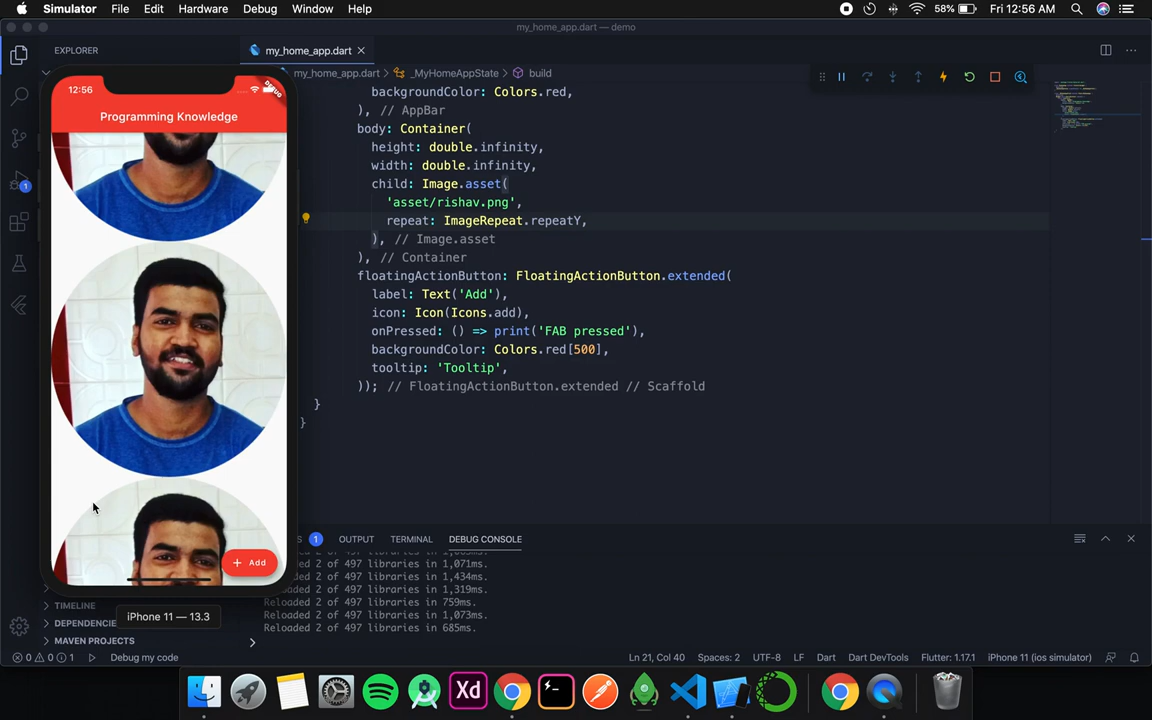 Simulator File Edit Hardware Debug Window Help
58% Fri 12:56 AM
my_home_app.dart — demo
EXPLORER
my_home_app.dart
my_home_app.dart > _MyHomeAppState > build
12:56
Programming Knowledge
backgroundColor: Colors.red,
), // AppBar
body: Container(
height: double.infinity,
width: double.infinity,
child: Image.asset(
'asset/rishav.png',
repeat: ImageRepeat.repeatY,
), // Image.asset
), // Container
floatingActionButton: FloatingActionButton.extended(
label: Text('Add'),
icon: Icon(Icons.add),
onPressed: () => print('FAB pressed'),
backgroundColor: Colors.red[500],
tooltip: 'Tooltip',
)); // FloatingActionButton.extended // Scaffold
}
}
1
+ Add
iPhone 11 — 13.3
S 1 OUTPUT TERMINAL DEBUG CONSOLE
Reloaded 2 of 497 libraries in 1,071ms.
Reloaded 2 of 497 libraries in 1,434ms.
Reloaded 2 of 497 libraries in 1,319ms.
Reloaded 2 of 497 libraries in 759ms.
Reloaded 2 of 497 libraries in 1,073ms.
Reloaded 2 of 497 libraries in 685ms.
TIMELINE
DEPENDENCIE
MAVEN PROJECTS
0 0 1 Debug my code
Ln 21, Col 40 Spaces: 2 UTF-8 LF Dart Dart DevTools Flutter: 1.17.1 iPhone 11 (ios simulator)
Xd